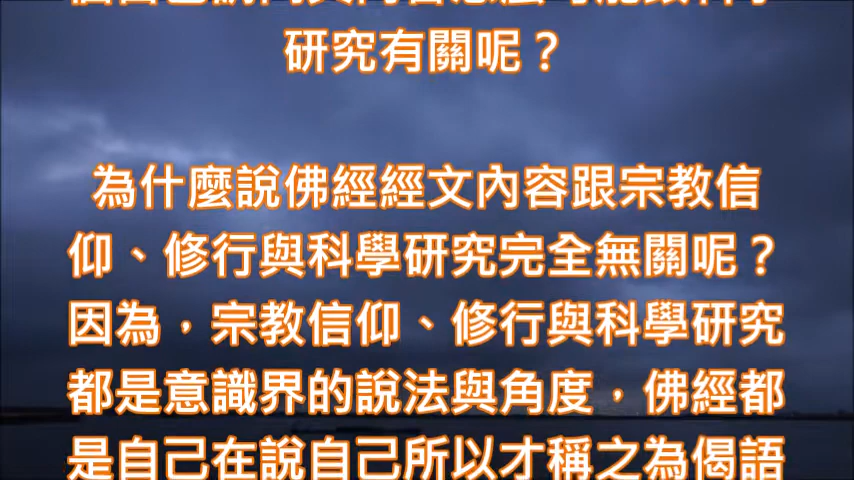 研究有關呢？
為什麼說佛經經文內容跟宗教信
仰、修行與科學研究完全無關呢？
因為，宗教信仰、修行與科學研究
都是意識界的說法與角度，佛經都
是自己在說自己所以才稱之為偈語